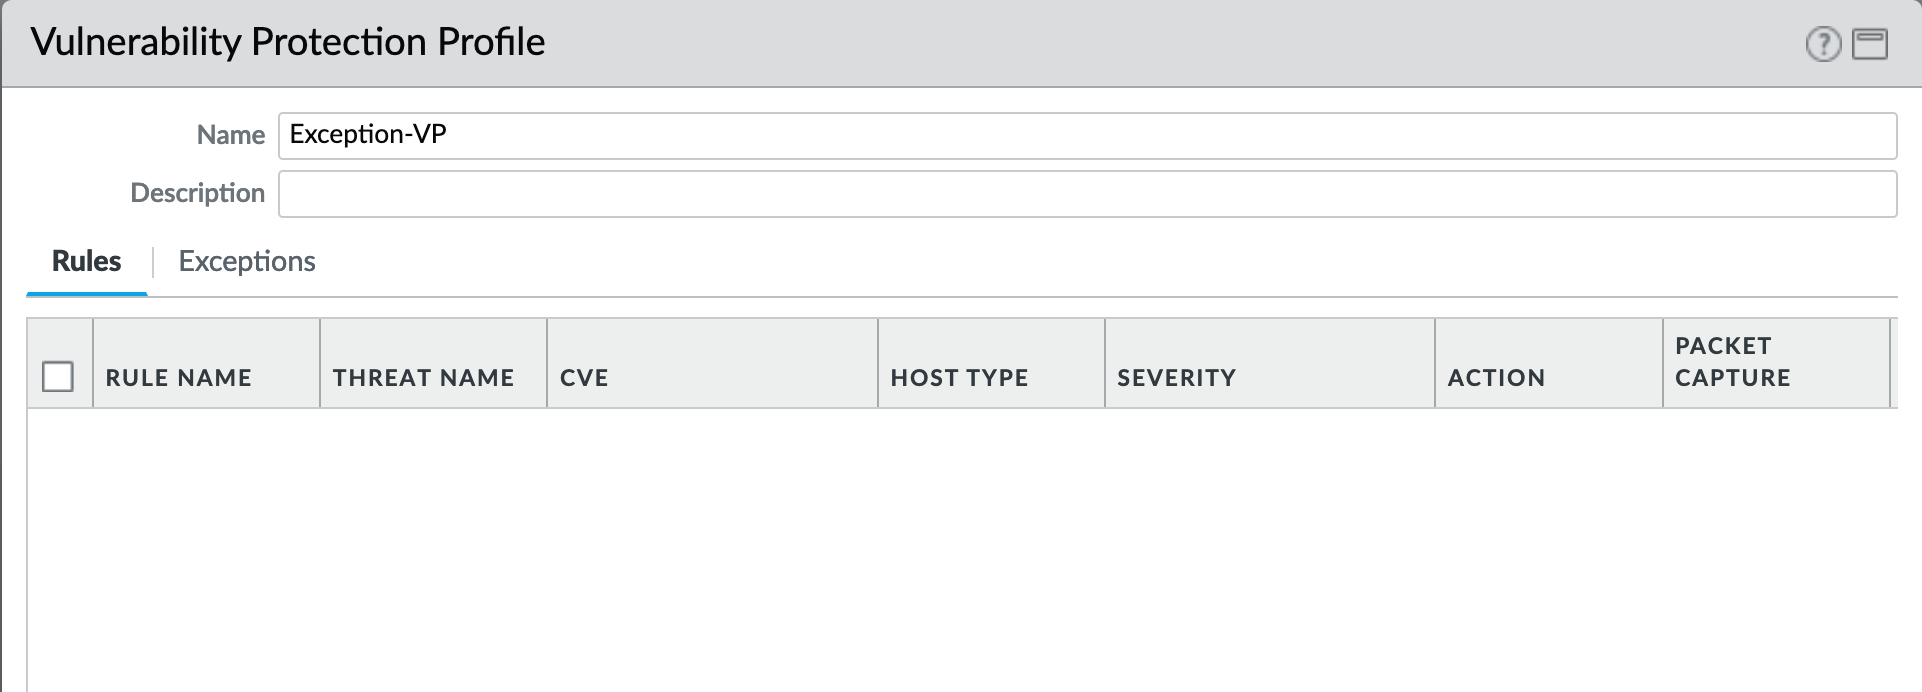 Vulnerability Protection Profile
?
Name Exception-VP
Description
Rules Exceptions
RULE NAME THREAT NAME CVE HOST TYPE SEVERITY ACTION PACKET CAPTURE